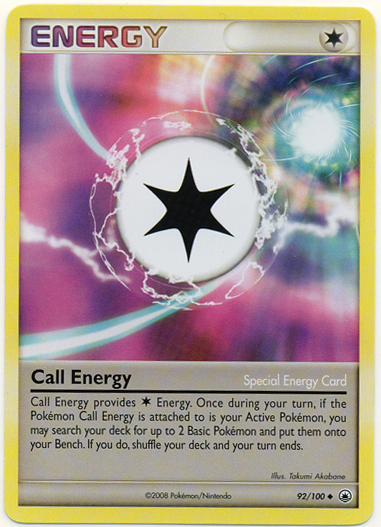 ENERGY
Call Energy
Special Energy Card
Call Energy provides Energy. Once during your turn, if the
Pokémon Call Energy is attached to is your Active Pokémon, you
may search your deck for up to 2 Basic Pokémon and put them onto
your Bench. If you do, shuffle your deck and your turn ends.
Illus. Takumi Akabane
©2008 Pokémon/Nintendo
92/100